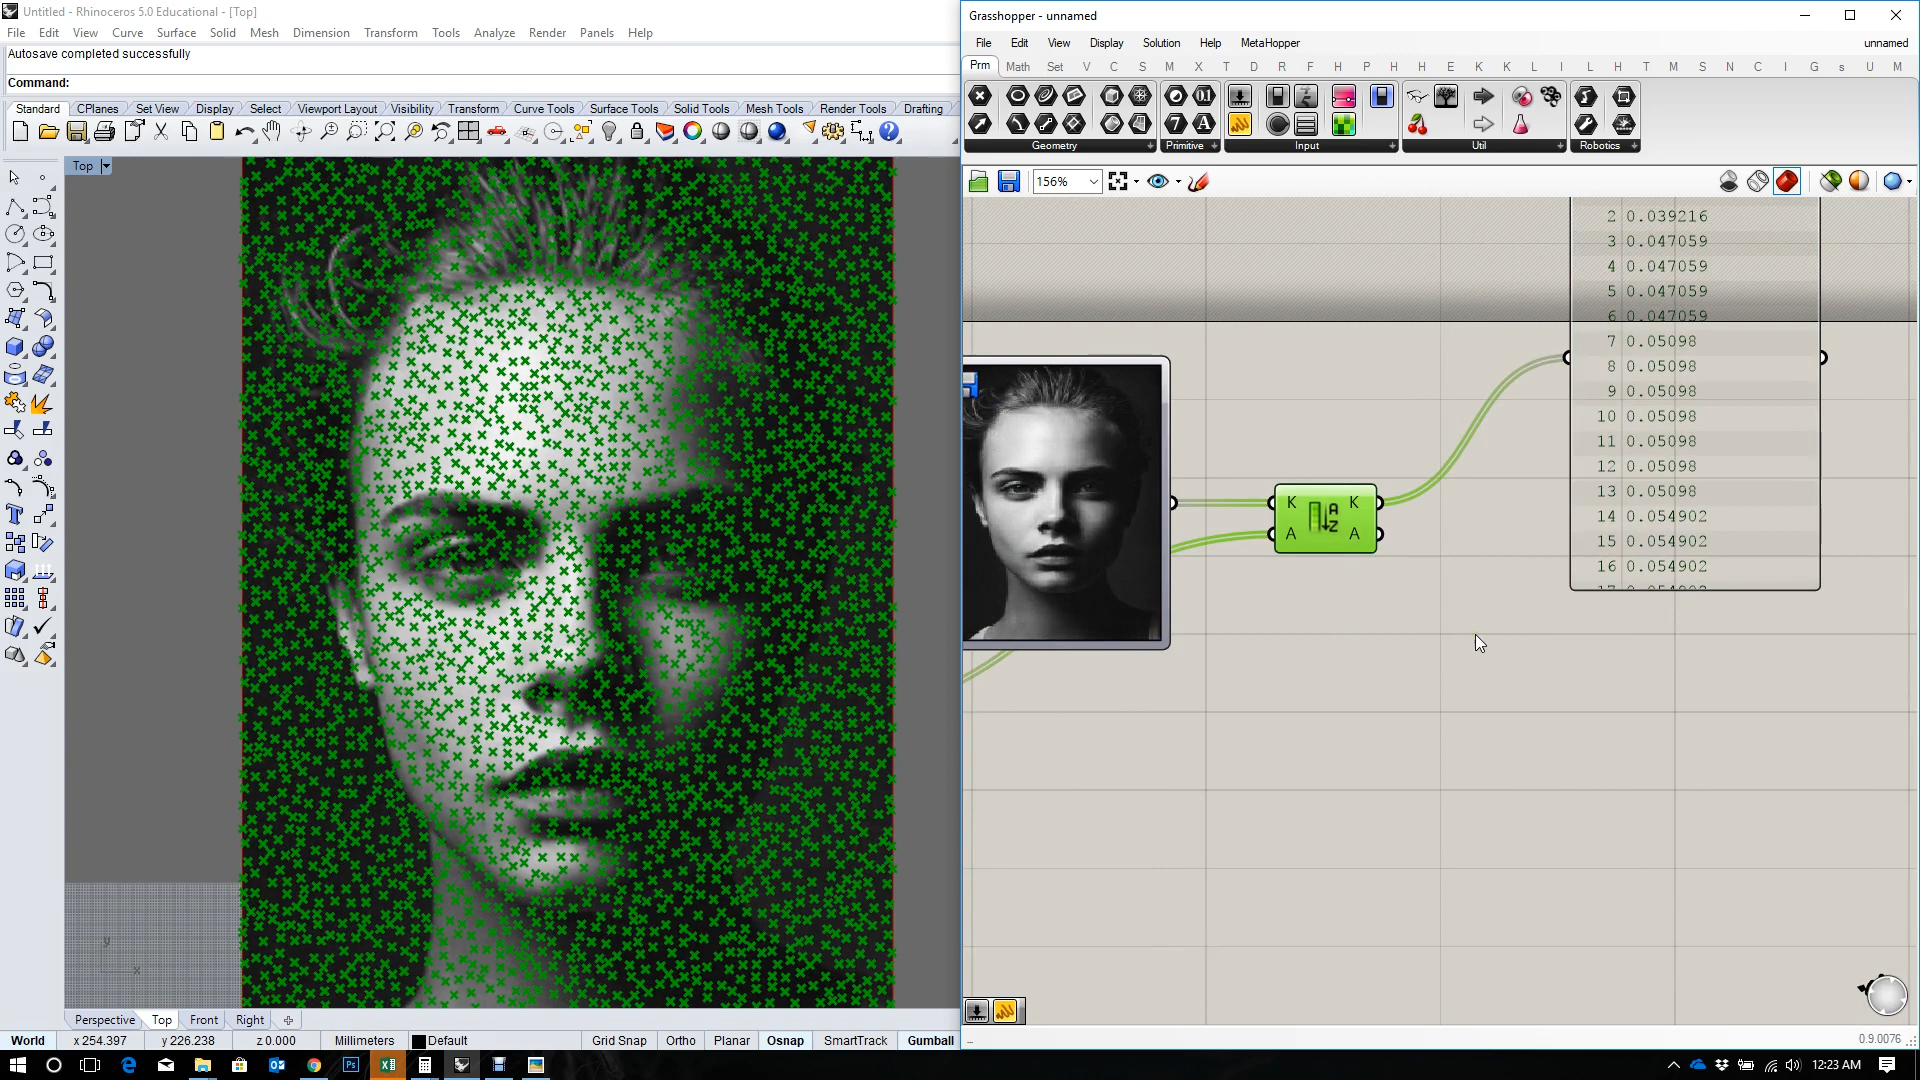 Untitled - Rhinoceros 5.0 Educational - [Top]
File Edit View Curve Surface Solid Mesh Dimension Transform Tools Analyze Render Panels Help
Autosave completed successfully
Command:
Standard CPlanes Set View Display Select Viewport Layout Visibility Transform Curve Tools Surface Tools Solid Tools Mesh Tools Render Tools Drafting
Top
y
x
Perspective Top Front Right
World x 254.397 y 226.238 z 0.000 Millimeters Default Grid Snap Ortho Planar Osnap SmartTrack Gumball
Grasshopper - unnamed
File Edit View Display Solution Help MetaHopper unnamed
Prm Math Set V C S M X T D R F H P H H E K K L I L H T M S N C I G s U M
Geometry Primitive Input Util Robotics
156%
2 0.039216
3 0.047059
4 0.047059
5 0.047059
6 0.047059
7 0.05098
8 0.05098
9 0.05098
10 0.05098
11 0.05098
12 0.05098
13 0.05098
14 0.054902
15 0.054902
16 0.054902
17 0.054902
K A Z K
A A
0.9.0076
12:23 AM